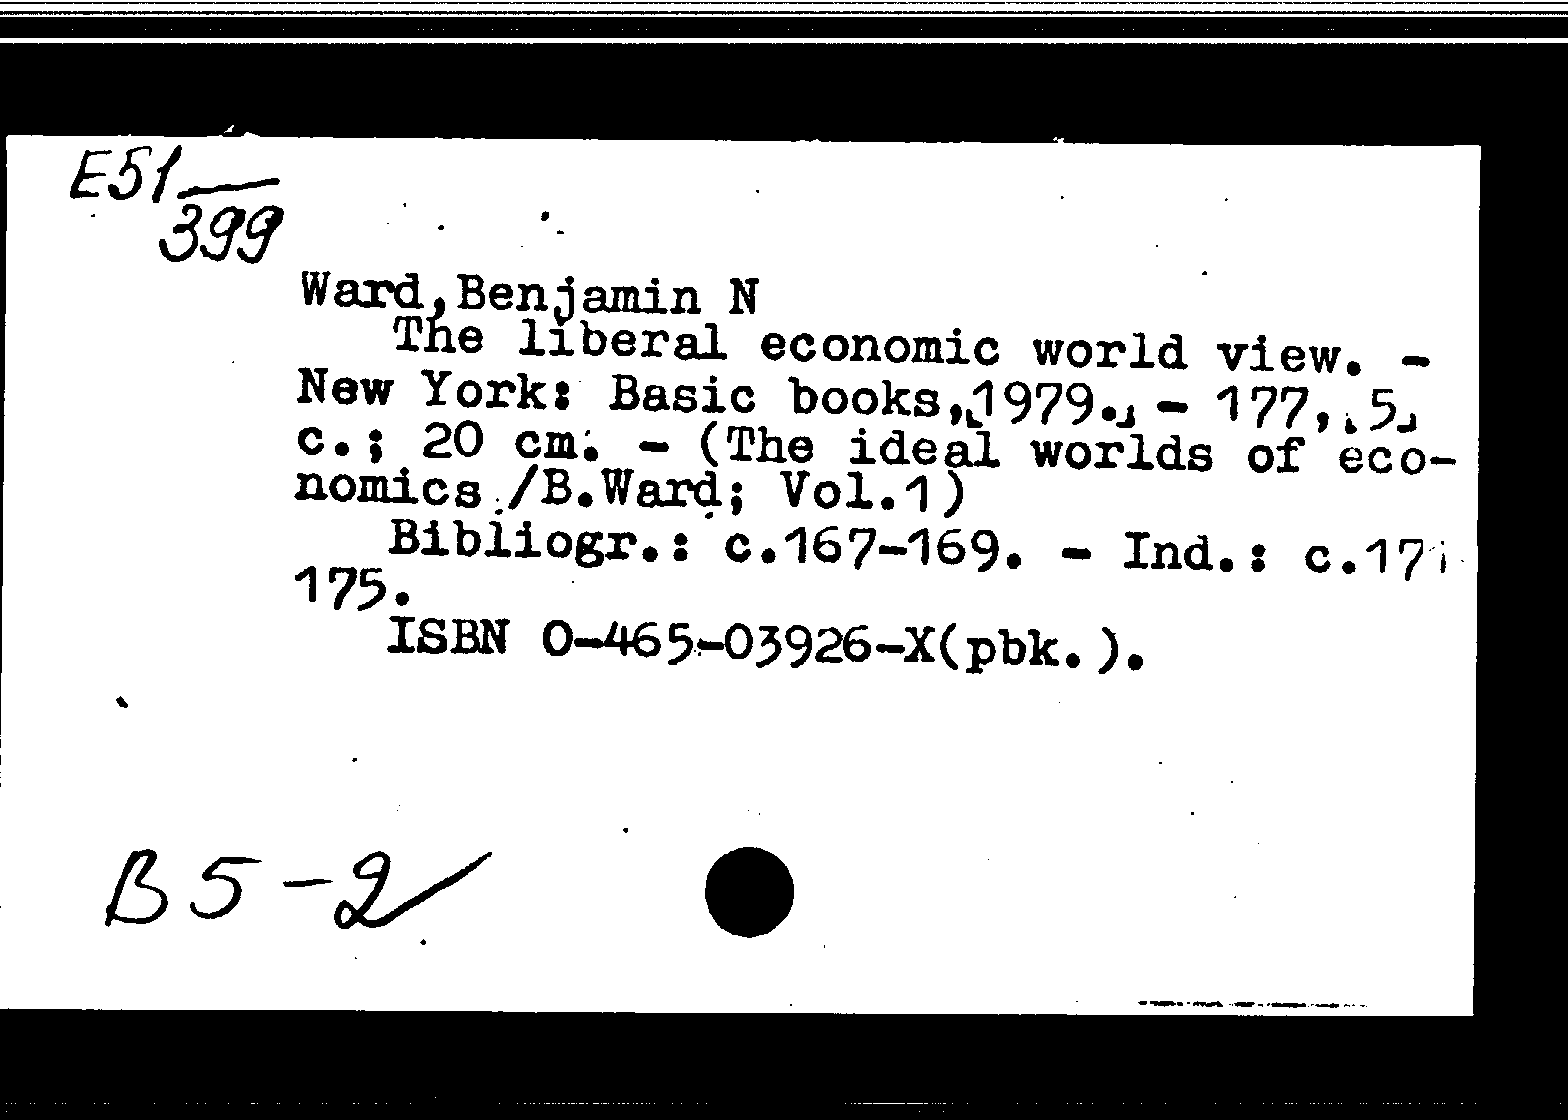 E51
399
Ward,Benjamin N
The liberal economic world view. -
New York: Basic books,[1979.] - 177, [5]
c.; 20 cm. - (The ideal worlds of eco-
nomics /B.Ward; Vol.1)
Bibliogr.: c.167-169. - Ind.:
175.
ISBN 0-465-03926-X(pbk.).
B5-2